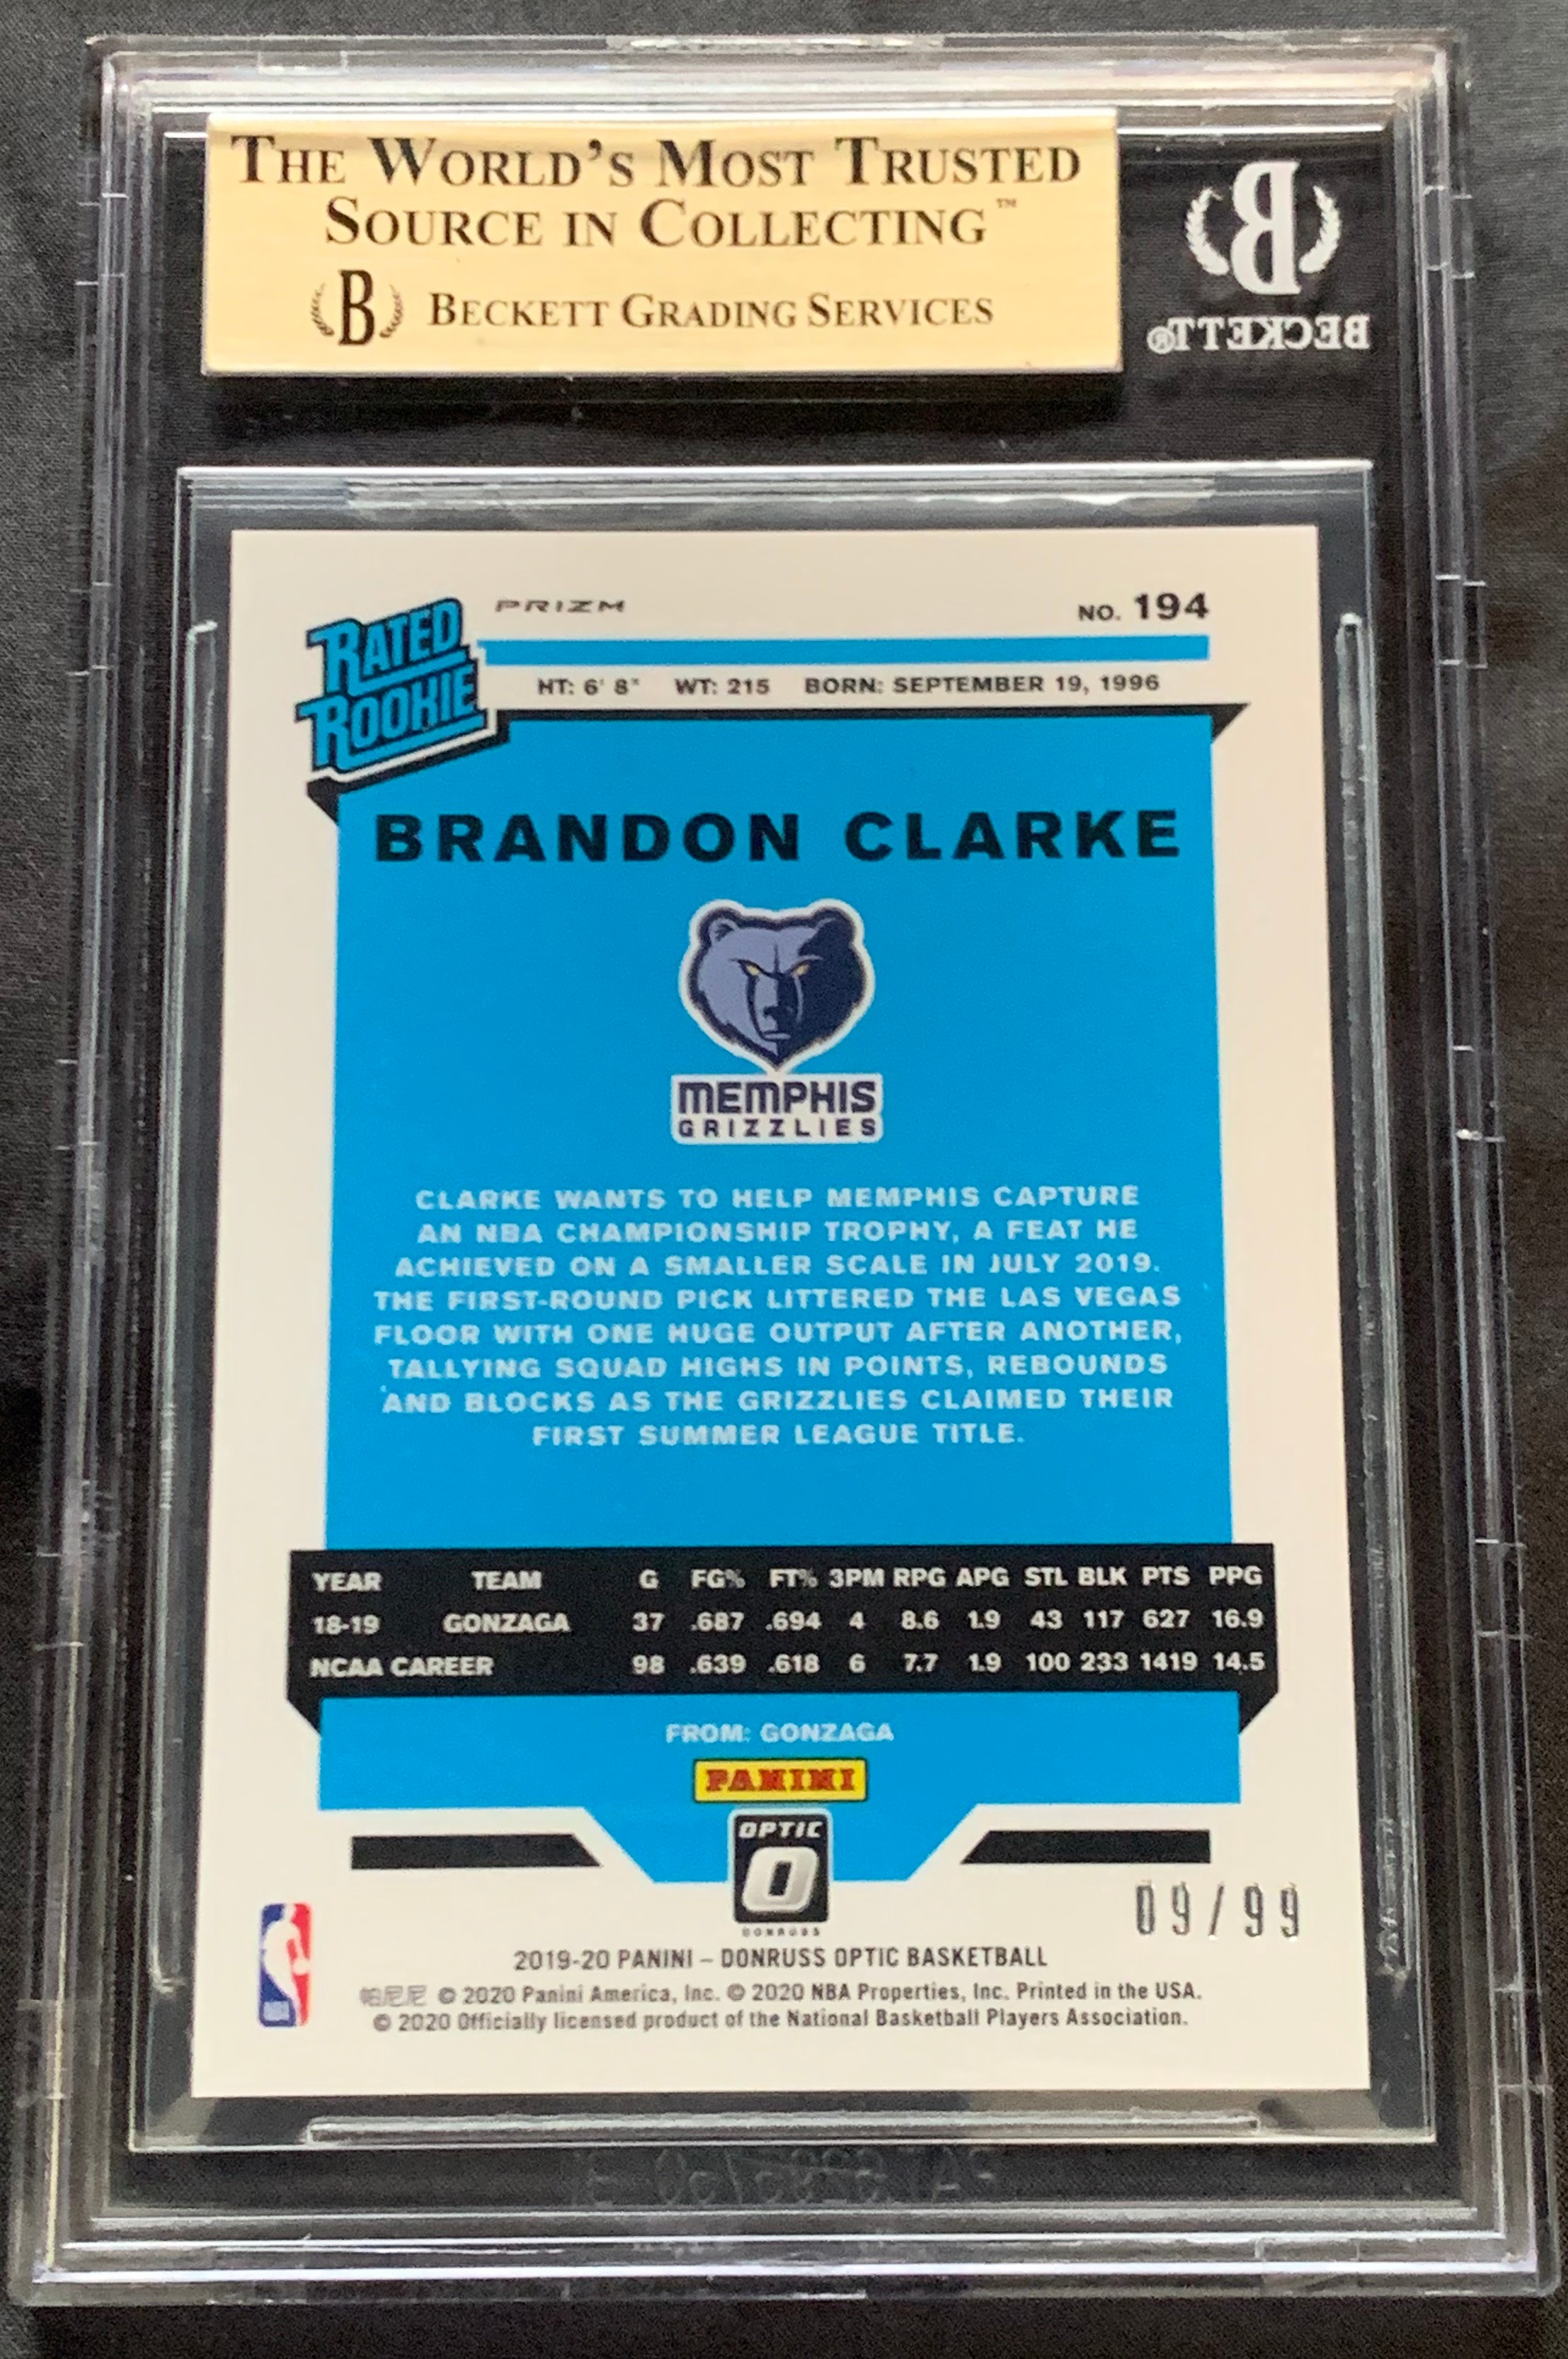 THE WORLD'S MOST TRUSTED
SOURCE IN COLLECTING™
B BECKETT GRADING SERVICES
B
BECKETT®
RATED
ROOKIE
PRIZM
NO. 194
HT: 6' 8" WT: 215 BORN: SEPTEMBER 19, 1996
BRANDON CLARKE
MEMPHIS
GRIZZLIES
CLARKE WANTS TO HELP MEMPHIS CAPTURE
AN NBA CHAMPIONSHIP TROPHY, A FEAT HE
ACHIEVED ON A SMALLER SCALE IN JULY 2019.
THE FIRST-ROUND PICK LITTERED THE LAS VEGAS
FLOOR WITH ONE HUGE OUTPUT AFTER ANOTHER,
TALLYING SQUAD HIGHS IN POINTS, REBOUNDS
AND BLOCKS AS THE GRIZZLIES CLAIMED THEIR
FIRST SUMMER LEAGUE TITLE.
YEAR TEAM G FG% FT% 3PM RPG APG STL BLK PTS PPG
18-19 GONZAGA 37 .687 .694 4 8.6 1.9 43 117 627 16.9
NCAA CAREER 98 .639 .618 6 7.7 1.9 100 233 1419 14.5
FROM: GONZAGA
PANINI
OPTIC
O
DONRUSS
09/99
2019-20 PANINI – DONRUSS OPTIC BASKETBALL
帕尼尼 © 2020 Panini America, Inc. © 2020 NBA Properties, Inc. Printed in the USA.
© 2020 Officially licensed product of the National Basketball Players Association.